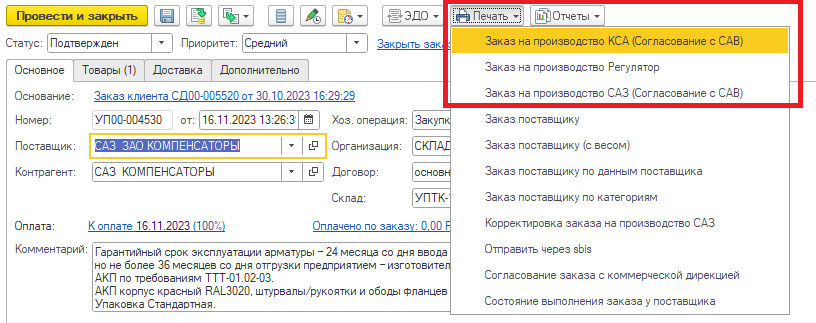 Провести и закрыть ЭДО Печать Отчеты
Статус: Подтвержден Приоритет: Средний Закрыть зака
Основное Товары (1) Доставка Дополнительно
Основание: Заказ клиента СД00-005520 от 30.10.2023 16:29:29
Номер: УП00-004530 от: 16.11.2023 13:26:3 Хоз. операция: Закупк
Поставщик: САЗ ЗАО КОМПЕНСАТОРЫ Организация: СКЛАД
Контрагент: САЗ КОМПЕНСАТОРЫ Договор: основн
Склад: УПТК-1
Оплата: К оплате 16.11.2023 (100%) Оплачено по заказу: 0,00 Р
Комментарий: Гарантийный срок эксплуатации арматуры – 24 месяца со дня ввода
но не более 36 месяцев со дня отгрузки предприятием – изготовител
АКП по требованиям ТТТ-01.02-03.
АКП корпус красный RAL3020, штурвалы/рукоятки и ободы фланцев
Упаковка Стандартная.
Заказ на производство КСА (Согласование с САВ)
Заказ на производство Регулятор
Заказ на производство САЗ (Согласование с САВ)
Заказ поставщику
Заказ поставщику (с весом)
Заказ поставщику по данным поставщика
Заказ поставщику по категориям
Корректировка заказа на производство САЗ
Отправить через sbis
Согласование заказа с коммерческой дирекцией
Состояние выполнения заказа у поставщика